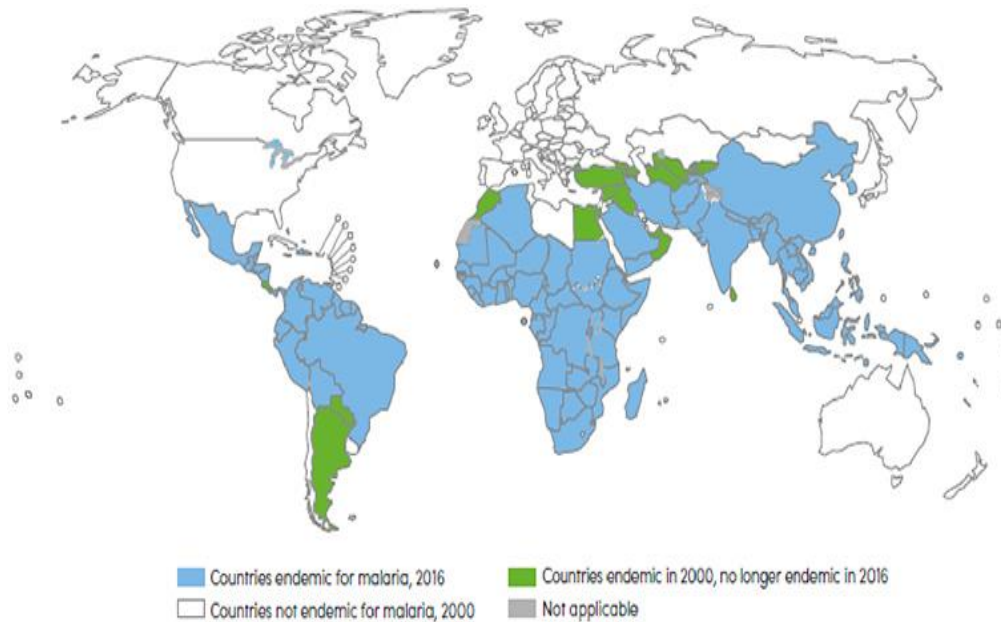 Countries endemic for malaria, 2016
Countries endemic in 2000, no longer endemic in 2016
Countries not endemic for malaria, 2000
Not applicable